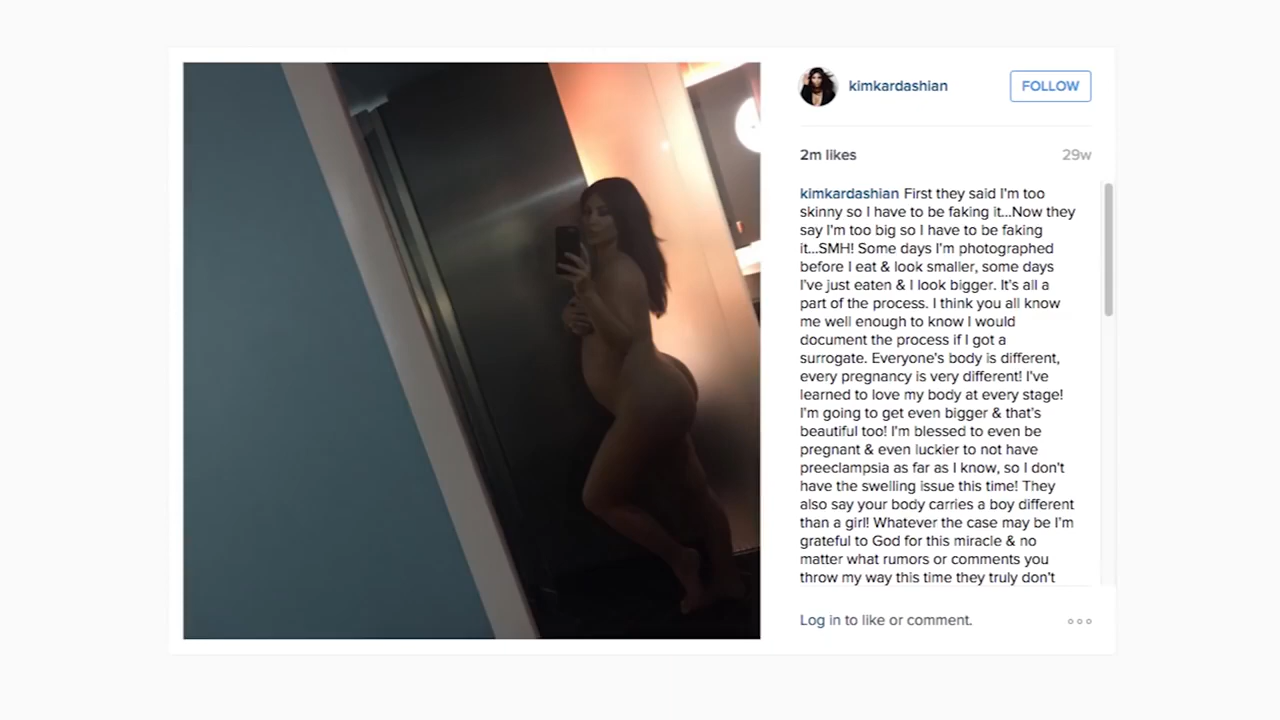 kimkardashian
FOLLOW
2m likes
29w
kimkardashian First they said I'm too
skinny so I have to be faking it...Now they
say I'm too big so I have to be faking
it...SMH! Some days I'm photographed
before I eat & look smaller, some days
I've just eaten & I look bigger. It's all a
part of the process. I think you all know
me well enough to know I would
document the process if I got a
surrogate. Everyone's body is different,
every pregnancy is very different! I've
learned to love my body at every stage!
I'm going to get even bigger & that's
beautiful too! I'm blessed to even be
pregnant & even luckier to not have
preeclampsia as far as I know, so I don't
have the swelling issue this time! They
also say your body carries a boy different
than a girl! Whatever the case may be I'm
grateful to God for this miracle & no
matter what rumors or comments you
throw my way this time they truly don't
Log in to like or comment.